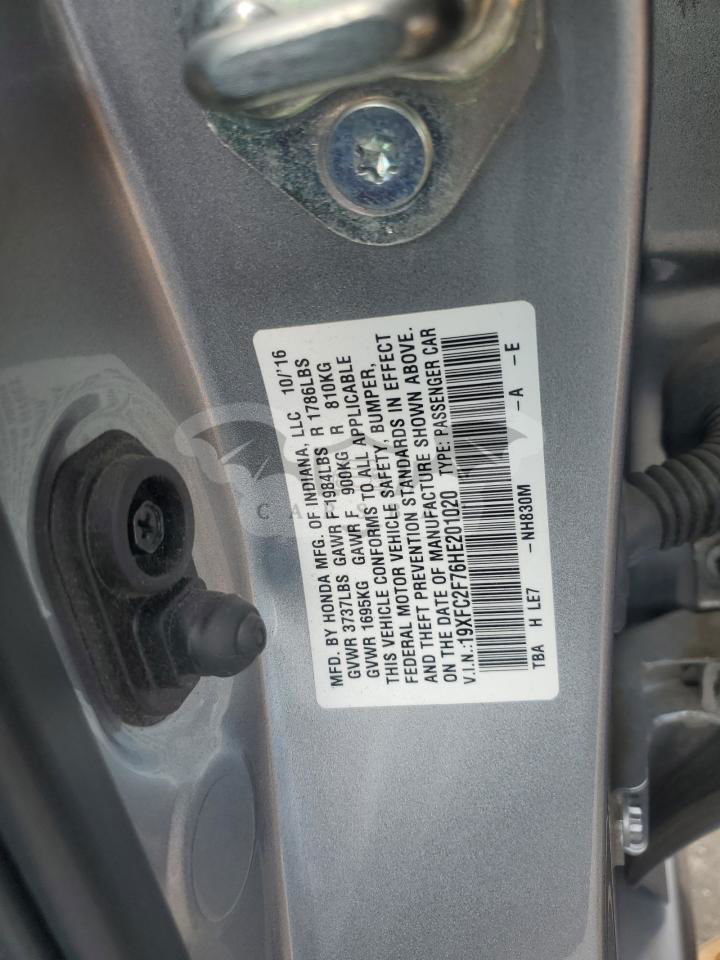 MFD. BY HONDA MFG. OF INDIANA, LLC 10/'16
GVWR 3737LBS GAWR F 1984LBS R 1786LBS
GVWR 1695KG GAWR F 900KG R 810KG
THIS VEHICLE CONFORMS TO ALL APPLICABLE
FEDERAL MOTOR VEHICLE SAFETY, BUMPER,
AND THEFT PREVENTION STANDARDS IN EFFECT
ON THE DATE OF MANUFACTURE SHOWN ABOVE.
V.I.N.:19XFC2F76HE201020 TYPE: PASSENGER CAR
TBA H LE7 - NH830M - A - E